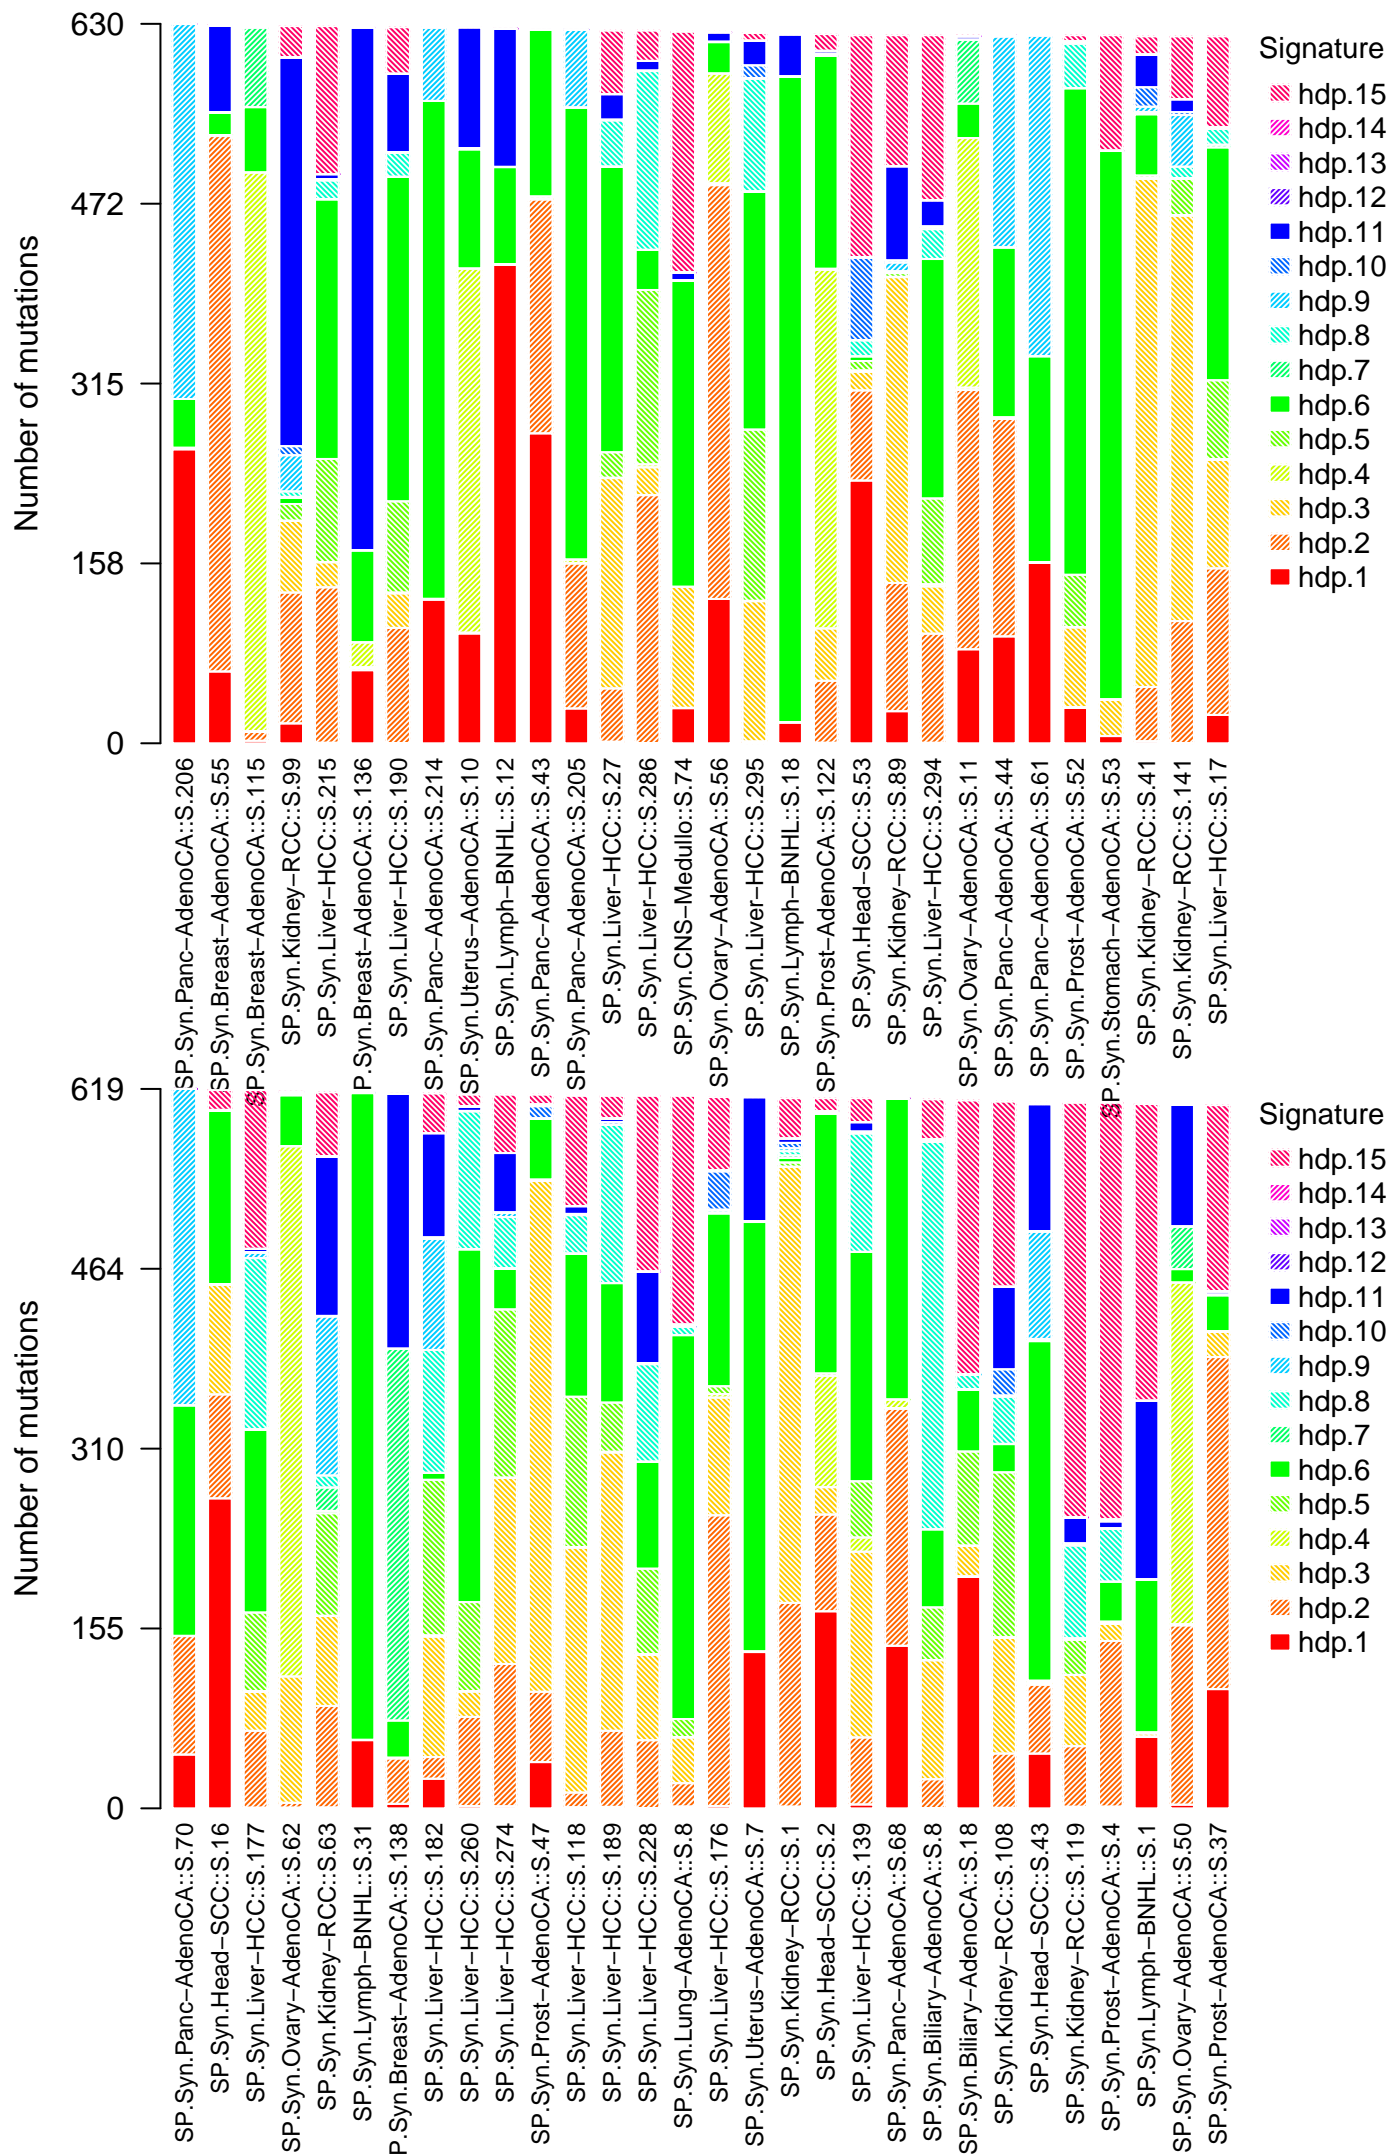 Number of mutations
630
472
315
158
0
Signature
hdp.15
hdp.14
hdp.13
hdp.12
hdp.11
hdp.10
hdp.9
hdp.8
hdp.7
hdp.6
hdp.5
hdp.4
hdp.3
hdp.2
hdp.1
SP.Syn.Panc−AdenoCA::S.206
SP.Syn.Breast−AdenoCA::S.55
SP.Syn.Breast−AdenoCA::S.115
SP.Syn.Kidney−RCC::S.99
SP.Syn.Liver−HCC::S.215
P.Syn.Breast−AdenoCA::S.136
SP.Syn.Liver−HCC::S.190
SP.Syn.Panc−AdenoCA::S.214
SP.Syn.Uterus−AdenoCA::S.10
SP.Syn.Lymph−BNHL::S.12
SP.Syn.Panc−AdenoCA::S.43
SP.Syn.Panc−AdenoCA::S.205
SP.Syn.Liver−HCC::S.27
SP.Syn.Liver−HCC::S.286
SP.Syn.CNS−Medullo::S.74
SP.Syn.Ovary−AdenoCA::S.56
SP.Syn.Liver−HCC::S.295
SP.Syn.Lymph−BNHL::S.18
SP.Syn.Prost−AdenoCA::S.122
SP.Syn.Head−SCC::S.53
SP.Syn.Kidney−RCC::S.89
SP.Syn.Liver−HCC::S.294
SP.Syn.Ovary−AdenoCA::S.11
SP.Syn.Panc−AdenoCA::S.44
SP.Syn.Panc−AdenoCA::S.61
SP.Syn.Prost−AdenoCA::S.52
SP.Syn.Stomach−AdenoCA::S.53
SP.Syn.Kidney−RCC::S.41
SP.Syn.Kidney−RCC::S.141
SP.Syn.Liver−HCC::S.17
Number of mutations
619
464
310
155
0
Signature
hdp.15
hdp.14
hdp.13
hdp.12
hdp.11
hdp.10
hdp.9
hdp.8
hdp.7
hdp.6
hdp.5
hdp.4
hdp.3
hdp.2
hdp.1
SP.Syn.Panc−AdenoCA::S.70
SP.Syn.Head−SCC::S.16
SP.Syn.Liver−HCC::S.177
SP.Syn.Ovary−AdenoCA::S.62
SP.Syn.Kidney−RCC::S.63
SP.Syn.Lymph−BNHL::S.31
P.Syn.Breast−AdenoCA::S.138
SP.Syn.Liver−HCC::S.182
SP.Syn.Liver−HCC::S.260
SP.Syn.Liver−HCC::S.274
SP.Syn.Prost−AdenoCA::S.47
SP.Syn.Liver−HCC::S.118
SP.Syn.Liver−HCC::S.189
SP.Syn.Liver−HCC::S.228
SP.Syn.Lung−AdenoCA::S.8
SP.Syn.Liver−HCC::S.176
SP.Syn.Uterus−AdenoCA::S.7
SP.Syn.Kidney−RCC::S.1
SP.Syn.Head−SCC::S.2
SP.Syn.Liver−HCC::S.139
SP.Syn.Panc−AdenoCA::S.68
SP.Syn.Biliary−AdenoCA::S.8
SP.Syn.Biliary−AdenoCA::S.18
SP.Syn.Kidney−RCC::S.108
SP.Syn.Head−SCC::S.43
SP.Syn.Kidney−RCC::S.119
SP.Syn.Prost−AdenoCA::S.4
SP.Syn.Lymph−BNHL::S.1
SP.Syn.Ovary−AdenoCA::S.50
SP.Syn.Prost−AdenoCA::S.37